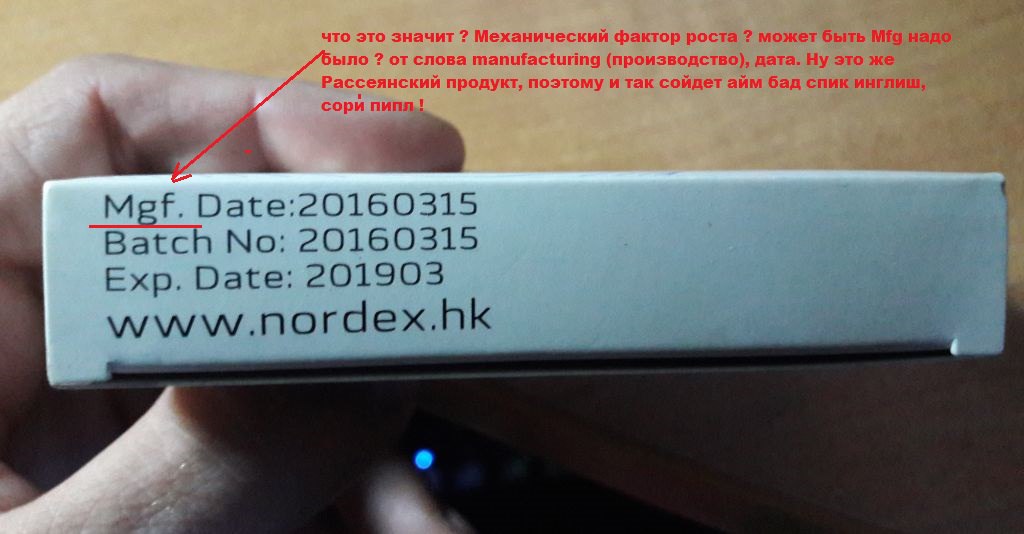 что это значит ? Механический фактор роста ? может быть Mfg надо
было ? от слова manufacturing (производство), дата. Ну это же
Рассеянский продукт, поэтому и так сойдет айм бад спик инглиш,
сори пипл !
Mgf. Date:20160315
Batch No: 20160315
Exp. Date: 201903
www.nordex.hk